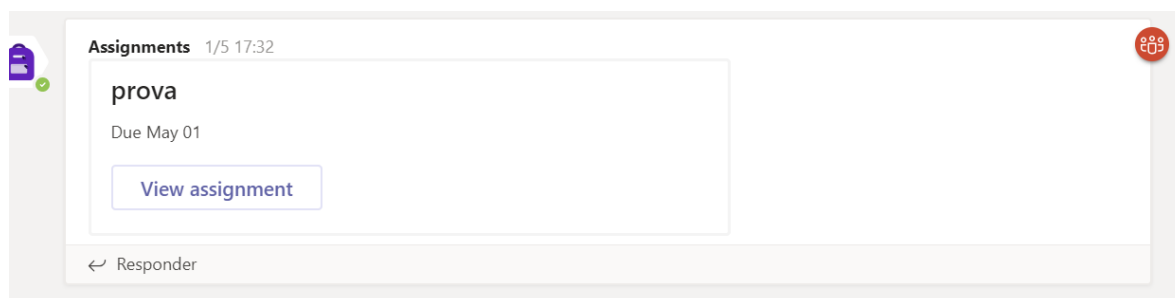 Assignments 1/5 17:32
prova
Due May 01
View assignment
Responder